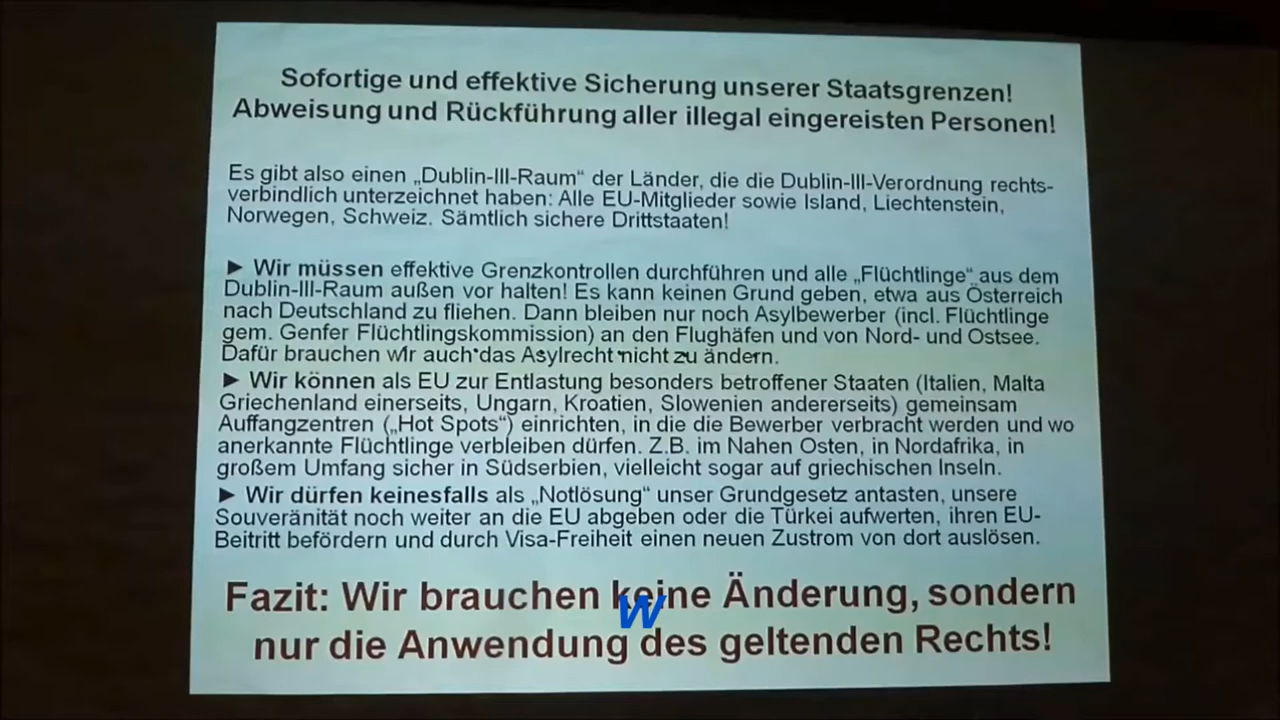 Sofortige und effektive Sicherung unserer Staatsgrenzen!
Abweisung und Rückführung aller illegal eingereisten Personen!
Es gibt also einen „Dublin-III-Raum“ der Länder, die die Dublin-III-Verordnung rechts-
verbindlich unterzeichnet haben: Alle EU-Mitglieder sowie Island, Liechtenstein,
Norwegen, Schweiz. Sämtlich sichere Drittstaaten!
► Wir müssen effektive Grenzkontrollen durchführen und alle „Flüchtlinge“ aus dem
Dublin-III-Raum außen vor halten! Es kann keinen Grund geben, etwa aus Österreich
nach Deutschland zu fliehen. Dann bleiben nur noch Asylbewerber (incl. Flüchtlinge
gem. Genfer Flüchtlingskommission) an den Flughäfen und von Nord- und Ostsee.
Dafür brauchen wir auch das Asylrecht nicht zu ändern.
► Wir können als EU zur Entlastung besonders betroffener Staaten (Italien, Malta
Griechenland einerseits, Ungarn, Kroatien, Slowenien andererseits) gemeinsam
Auffangzentren („Hot Spots“) einrichten, in die die Bewerber verbracht werden und wo
anerkannte Flüchtlinge verbleiben dürfen. Z.B. im Nahen Osten, in Nordafrika, in
großem Umfang sicher in Südserbien, vielleicht sogar auf griechischen Inseln.
► Wir dürfen keinesfalls als „Notlösung“ unser Grundgesetz antasten, unsere
Souveränität noch weiter an die EU abgeben oder die Türkei aufwerten, ihren EU-
Beitritt befördern und durch Visa-Freiheit einen neuen Zustrom von dort auslösen.
Fazit: Wir brauchen keine Änderung, sondern
W
nur die Anwendung des geltenden Rechts!